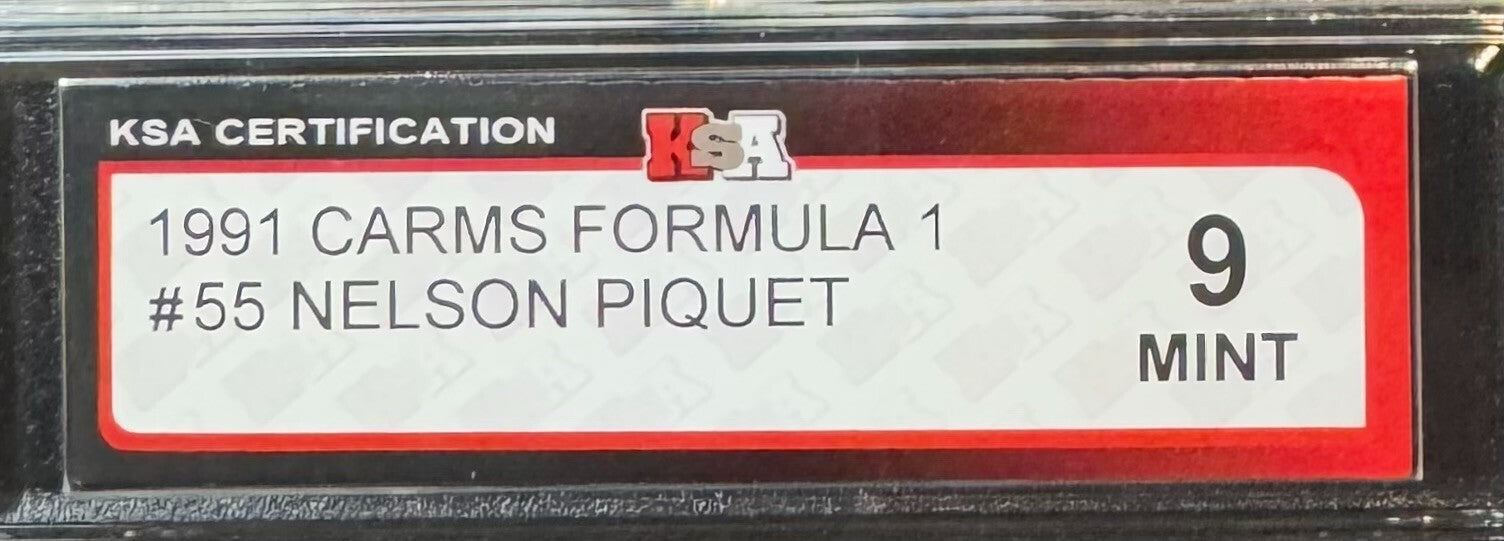 KSA CERTIFICATION
KSA
1991 CARMS FORMULA 1
#55 NELSON PIQUET
9
MINT